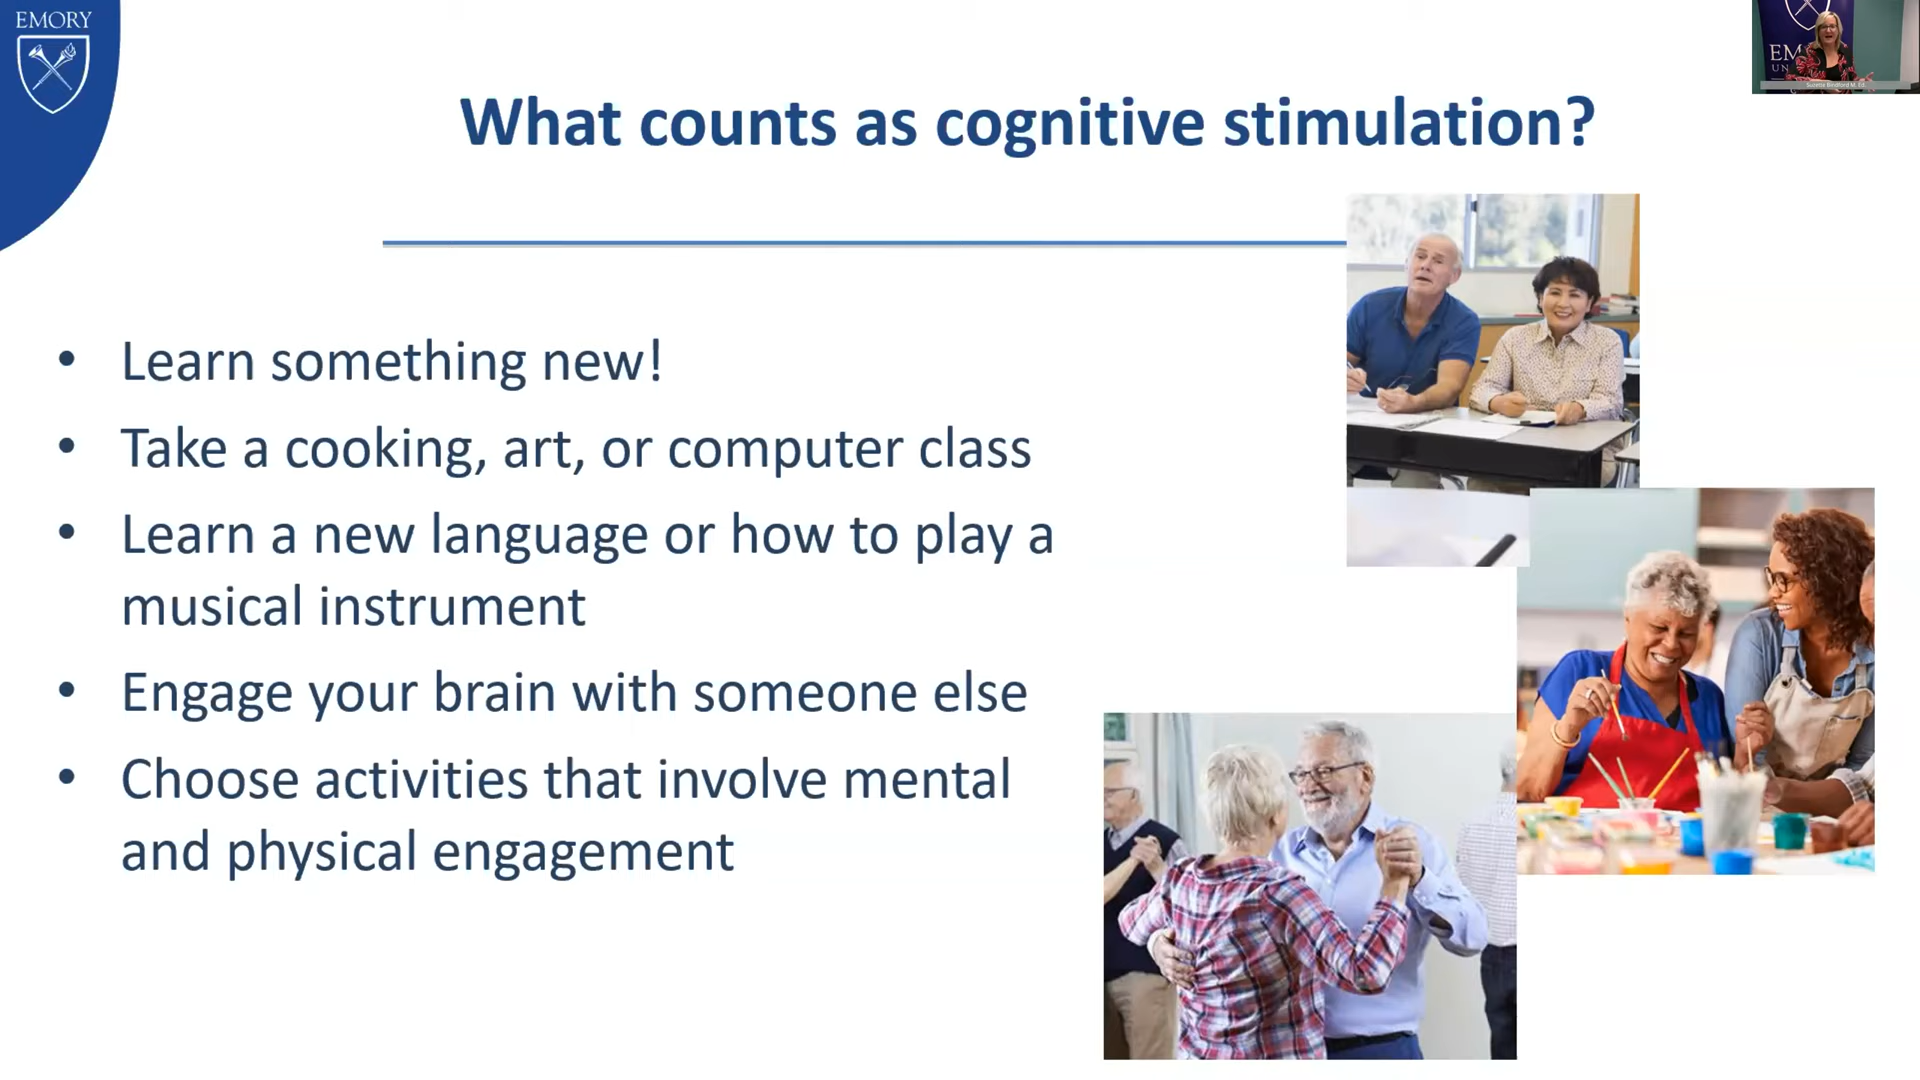 EMORY
What counts as cognitive stimulation?
• Learn something new!
• Take a cooking, art, or computer class
• Learn a new language or how to play a
musical instrument
• Engage your brain with someone else
• Choose activities that involve mental
and physical engagement